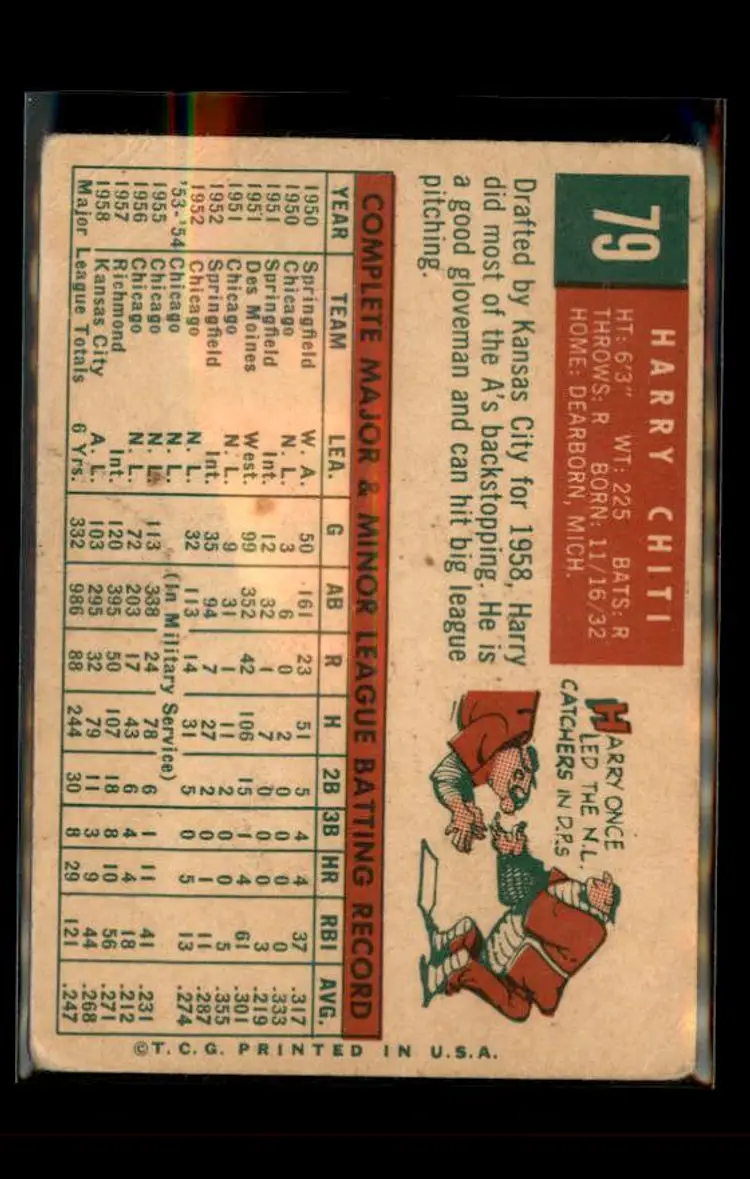 79
HARRY CHITI
HT: 6'3" WT: 225 BATS: R
THROWS: R BORN: 11/16/32
HOME: DEARBORN, MICH.
Drafted by Kansas City for 1958, Harry
did most of the A's backstopping. He is
a good gloveman and can hit big league
pitching.
HARRY ONCE
LED THE N.L.
CATCHERS IN D.P.s
COMPLETE MAJOR & MINOR LEAGUE BATTING RECORD
YEAR TEAM LEA. G AB R H 2B 3B HR RBI AVG.
1950 Springfield W. A. 50 161 23 51 5 4 4 37 .317
1950 Chicago N. L. 3 6 0 2 0 0 0 0 .333
1951 Springfield Int. 12 32 1 7 0 0 0 3 .219
1951 Des Moines West. 99 352 42 106 15 1 4 61 .301
1951 Chicago N. L. 9 31 1 11 2 0 0 5 .355
1952 Springfield Int. 35 94 7 27 2 0 1 11 .287
1952 Chicago N. L. 32 113 14 31 5 0 5 13 .274
'53-'54 Chicago N. L. (In Military Service)
1955 Chicago N. L. 113 338 24 78 6 1 11 41 .231
1956 Chicago N. L. 72 203 17 43 6 4 4 18 .212
1957 Richmond Int. 120 395 50 107 18 8 10 56 .271
1958 Kansas City A. L. 103 295 32 79 11 3 9 44 .268
Major League Totals 6 Yrs. 332 986 88 244 30 8 29 121 .247
©T.C.G. PRINTED IN U.S.A.